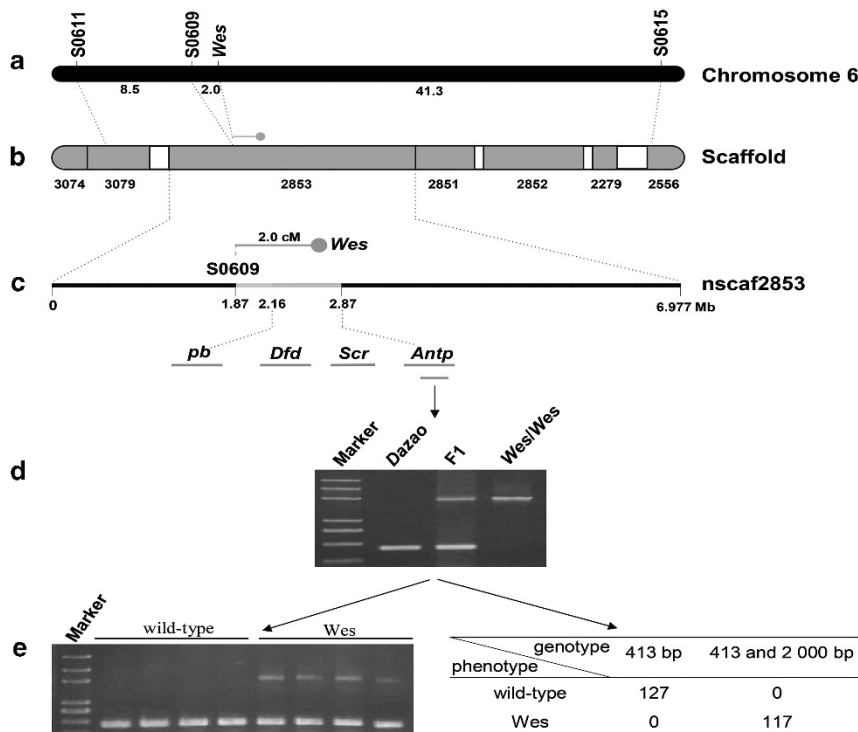 S0611 S0609 Wes S0615
a Chromosome 6
8.5 2.0 41.3
b Scaffold
3074 3079 2853 2851 2852 2279 2556
2.0 cM Wes
S0609
c nscaf2853
0 1.87 2.16 2.87 6.977 Mb
pb Dfd Scr Antp
Marker Dazao F1 Wes/Wes
d
Marker wild-type Wes
e
genotype 413 bp 413 and 2 000 bp
phenotype
wild-type 127 0
Wes 0 117